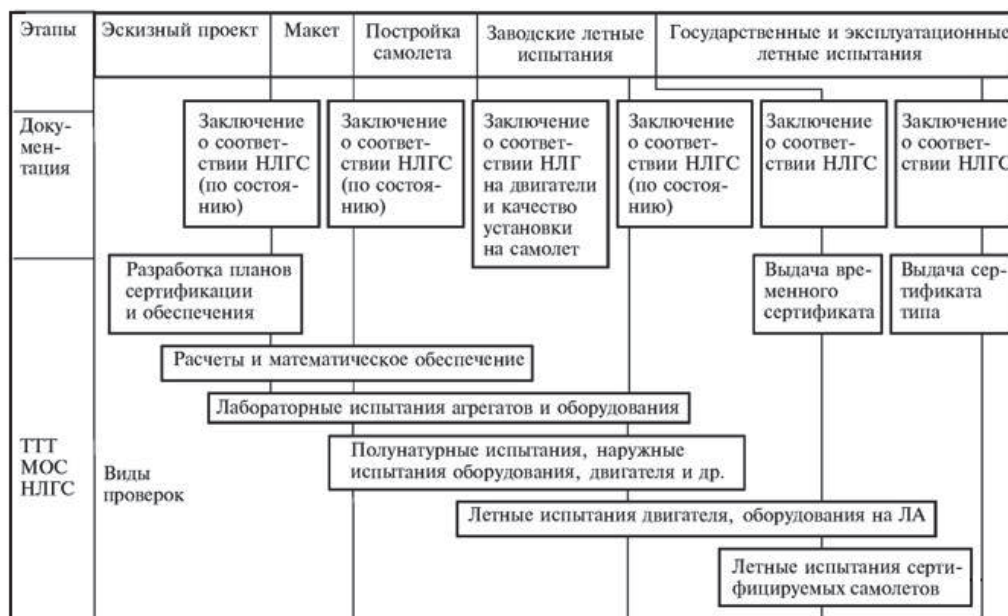 Этапы
Эскизный проект
Макет
Постройка
самолета
Заводские летные
испытания
Государственные и эксплуатационные
летные испытания
Доку-
мен-
тация
Заключение
о соответ-
ствии НЛГС
(по состоя-
нию)
Заключение
о соответ-
ствии НЛГС
(по состоя-
нию)
Заключение
о соответ-
ствии НЛГ
на двигатели
и качество
установки
на самолет
Заключение
о соответ-
ствии НЛГС
(по состоя-
нию)
Заключение
о соответ-
ствии НЛГС
Заключение
о соответ-
ствии НЛГС
Разработка планов
сертификации
и обеспечения
Выдача вре-
менного
сертификата
Выдача сер-
тификата
типа
Расчеты и математическое обеспечение
Лабораторные испытания агрегатов и оборудования
ТТТ
МОС
НЛГС
Виды
проверок
Полунатурные испытания, наружные
испытания оборудования, двигателя и др.
Летные испытания двигателя, оборудования на ЛА
Летные испытания серти-
фицируемых самолетов